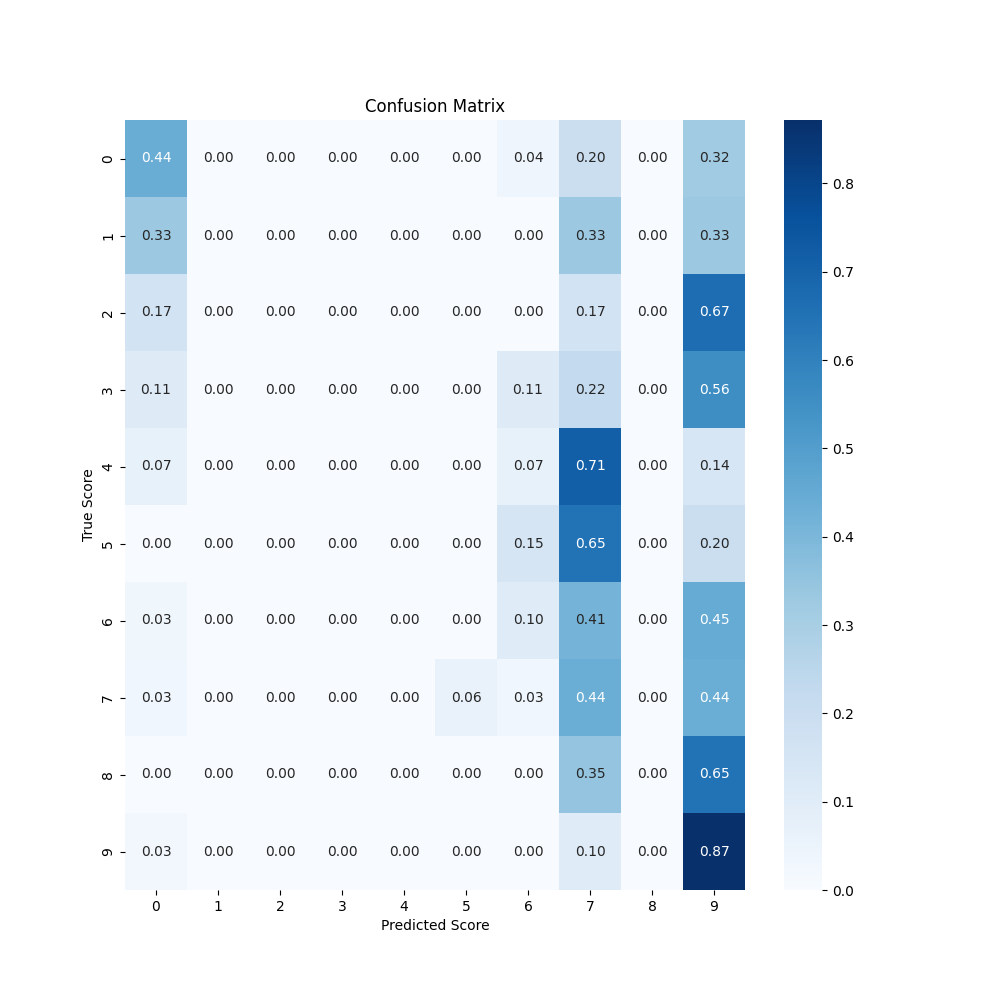 Confusion Matrix
True Score
0 0.44 0.00 0.00 0.00 0.00 0.00 0.04 0.20 0.00 0.32
1 0.33 0.00 0.00 0.00 0.00 0.00 0.00 0.33 0.00 0.33
2 0.17 0.00 0.00 0.00 0.00 0.00 0.00 0.17 0.00 0.67
3 0.11 0.00 0.00 0.00 0.00 0.00 0.11 0.22 0.00 0.56
4 0.07 0.00 0.00 0.00 0.00 0.00 0.07 0.71 0.00 0.14
5 0.00 0.00 0.00 0.00 0.00 0.00 0.15 0.65 0.00 0.20
6 0.03 0.00 0.00 0.00 0.00 0.00 0.10 0.41 0.00 0.45
7 0.03 0.00 0.00 0.00 0.00 0.06 0.03 0.44 0.00 0.44
8 0.00 0.00 0.00 0.00 0.00 0.00 0.00 0.35 0.00 0.65
9 0.03 0.00 0.00 0.00 0.00 0.00 0.00 0.10 0.00 0.87
0 1 2 3 4 5 6 7 8 9
Predicted Score
0.8
0.7
0.6
0.5
0.4
0.3
0.2
0.1
0.0